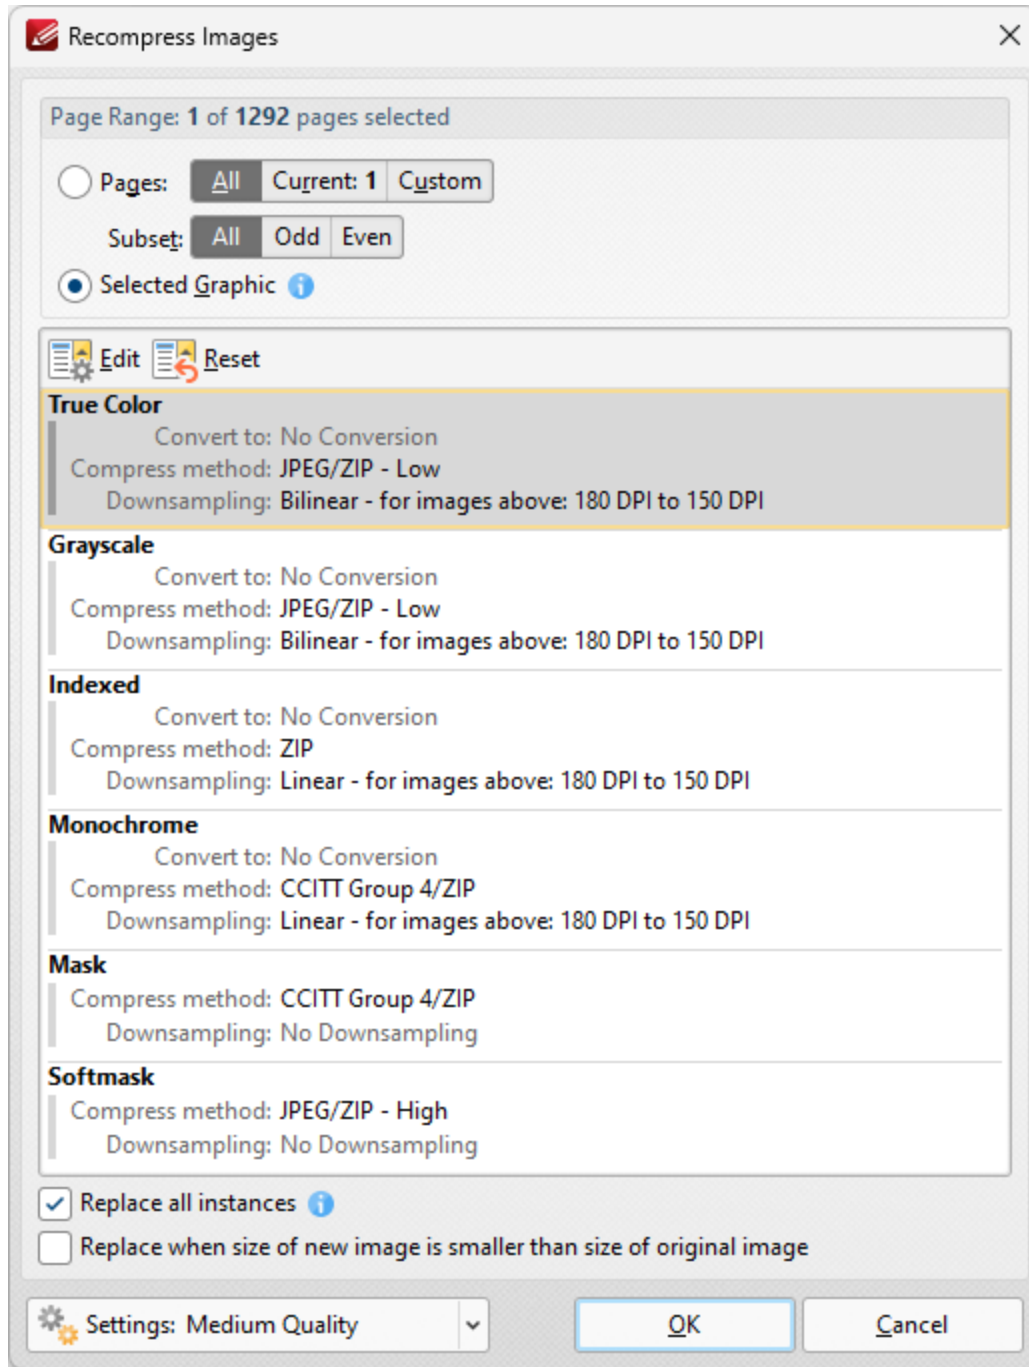 Recompress Images
Page Range: 1 of 1292 pages selected
Pages: All Current: 1 Custom
Subset: All Odd Even
Selected Graphic
Edit Reset
True Color
Convert to: No Conversion
Compress method: JPEG/ZIP - Low
Downsampling: Bilinear - for images above: 180 DPI to 150 DPI
Grayscale
Convert to: No Conversion
Compress method: JPEG/ZIP - Low
Downsampling: Bilinear - for images above: 180 DPI to 150 DPI
Indexed
Convert to: No Conversion
Compress method: ZIP
Downsampling: Linear - for images above: 180 DPI to 150 DPI
Monochrome
Convert to: No Conversion
Compress method: CCITT Group 4/ZIP
Downsampling: Linear - for images above: 180 DPI to 150 DPI
Mask
Compress method: CCITT Group 4/ZIP
Downsampling: No Downsampling
Softmask
Compress method: JPEG/ZIP - High
Downsampling: No Downsampling
Replace all instances
Replace when size of new image is smaller than size of original image
Settings: Medium Quality OK Cancel